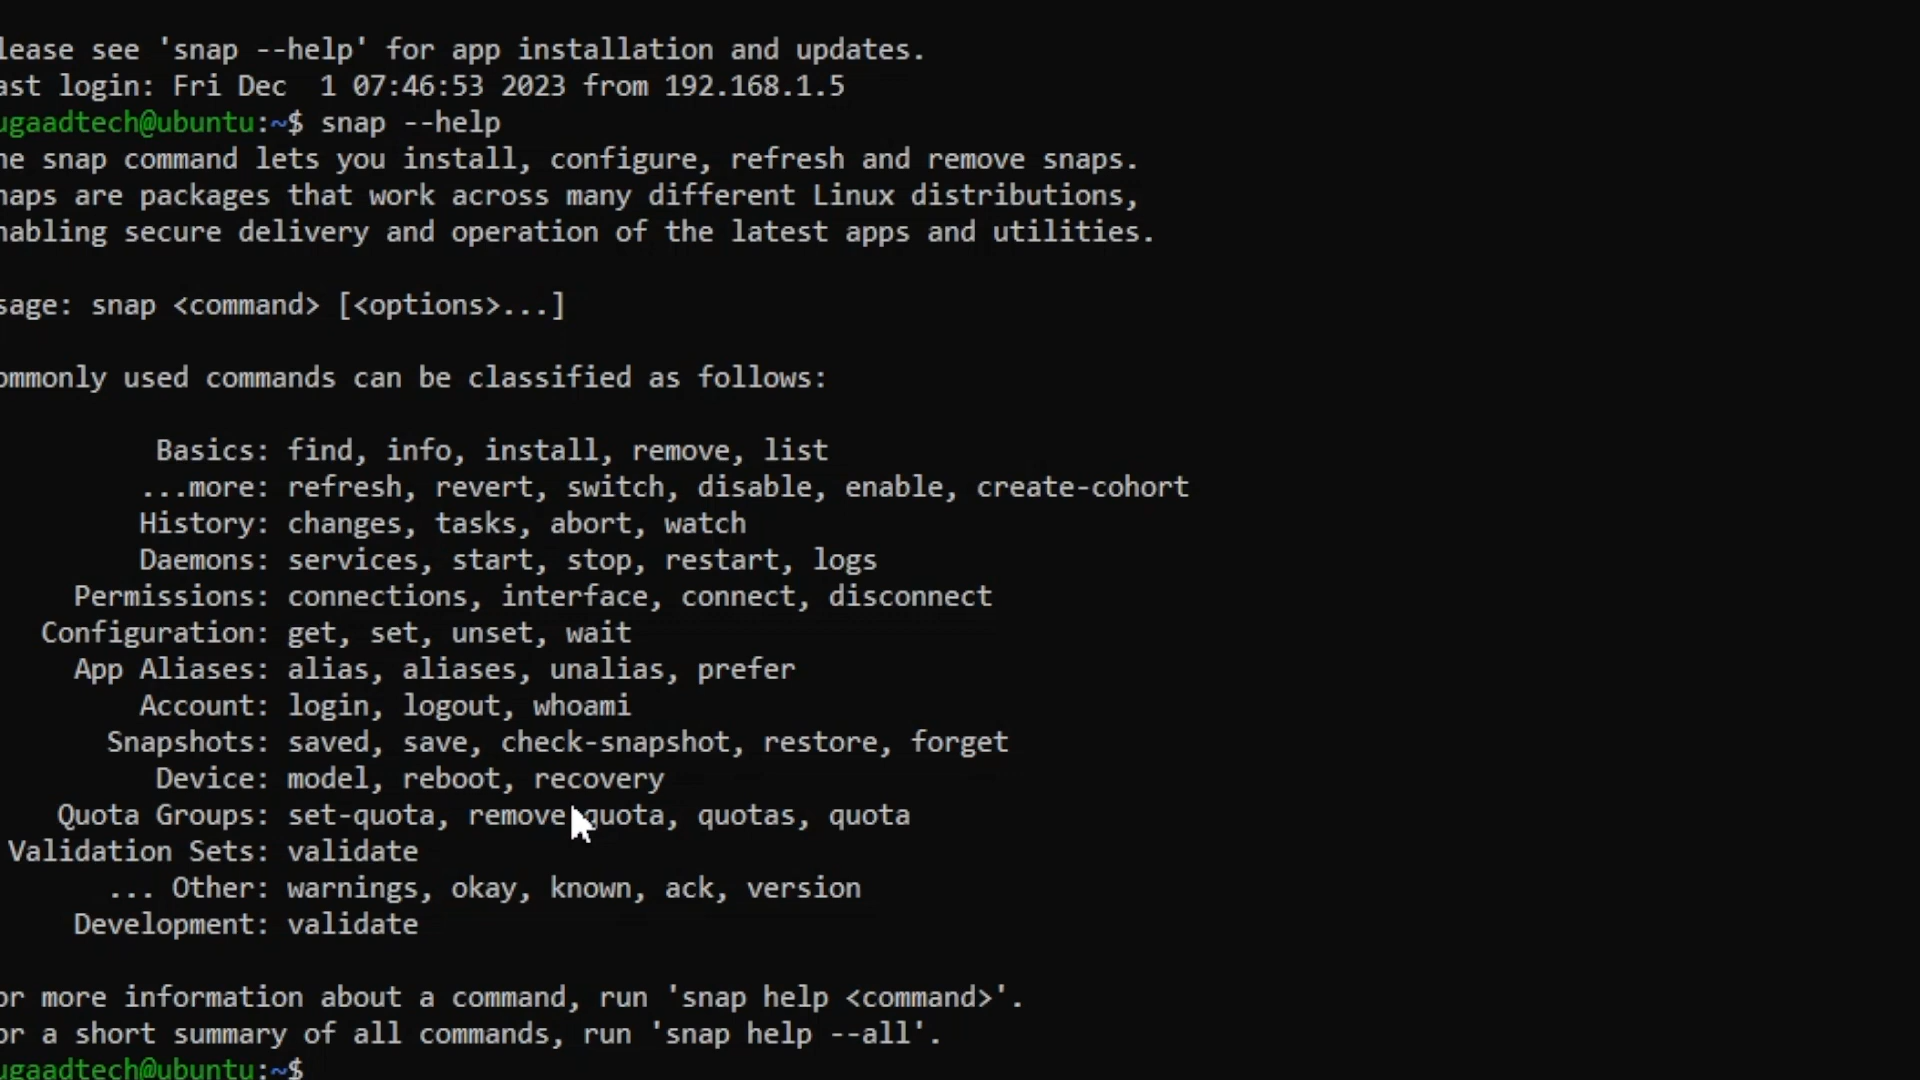 lease see 'snap --help' for app installation and updates.
ast login: Fri Dec  1 07:46:53 2023 from 192.168.1.5
ugaadtech@ubuntu:~$ snap --help
he snap command lets you install, configure, refresh and remove snaps.
naps are packages that work across many different Linux distributions,
nabling secure delivery and operation of the latest apps and utilities.
sage: snap <command> [<options>...]
ommonly used commands can be classified as follows:
Basics: find, info, install, remove, list
...more: refresh, revert, switch, disable, enable, create-cohort
History: changes, tasks, abort, watch
Daemons: services, start, stop, restart, logs
Permissions: connections, interface, connect, disconnect
Configuration: get, set, unset, wait
App Aliases: alias, aliases, unalias, prefer
Account: login, logout, whoami
Snapshots: saved, save, check-snapshot, restore, forget
Device: model, reboot, recovery
Quota Groups: set-quota, remove-quota, quotas, quota
Validation Sets: validate
... Other: warnings, okay, known, ack, version
Development: validate
or more information about a command, run 'snap help <command>'.
or a short summary of all commands, run 'snap help --all'.
ugaadtech@ubuntu:~$